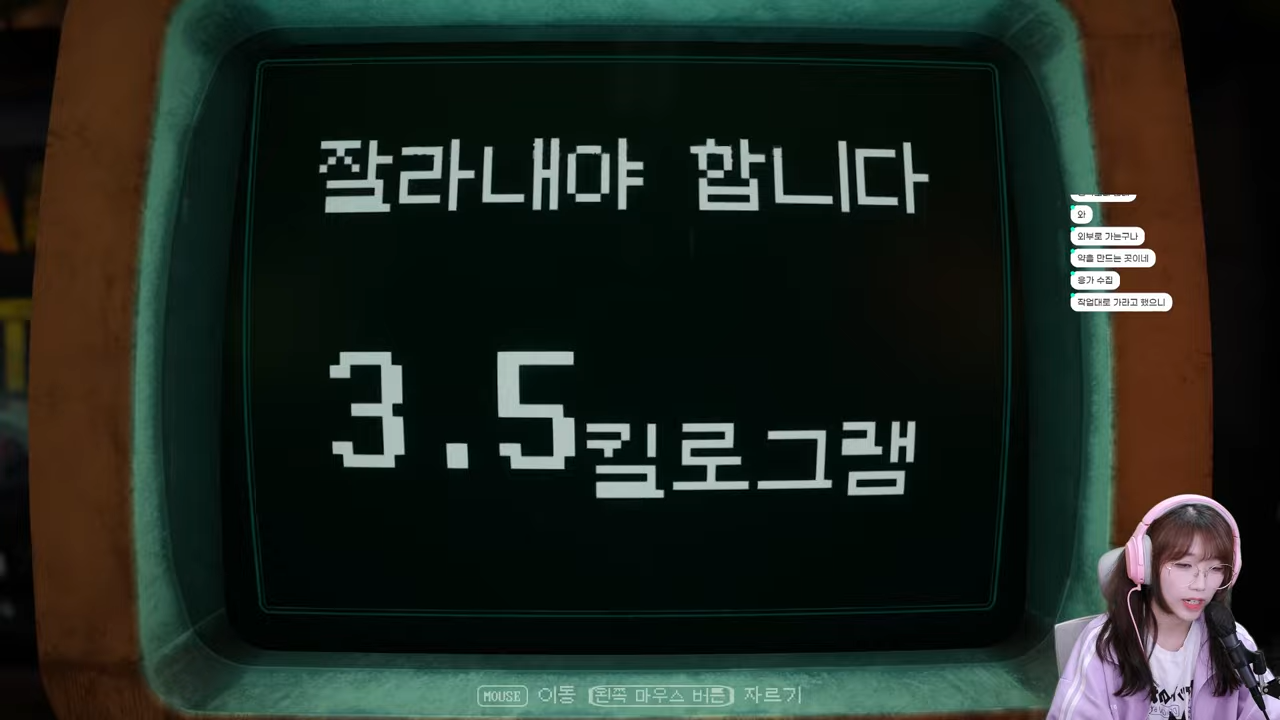 잘라내야 합니다
3.5킬로그램
와
외부로 가는구나
약을 만드는 곳이네
응가 수집
작업대로 가라고 했으니
MOUSE 이동 왼쪽 마우스 버튼 자르기